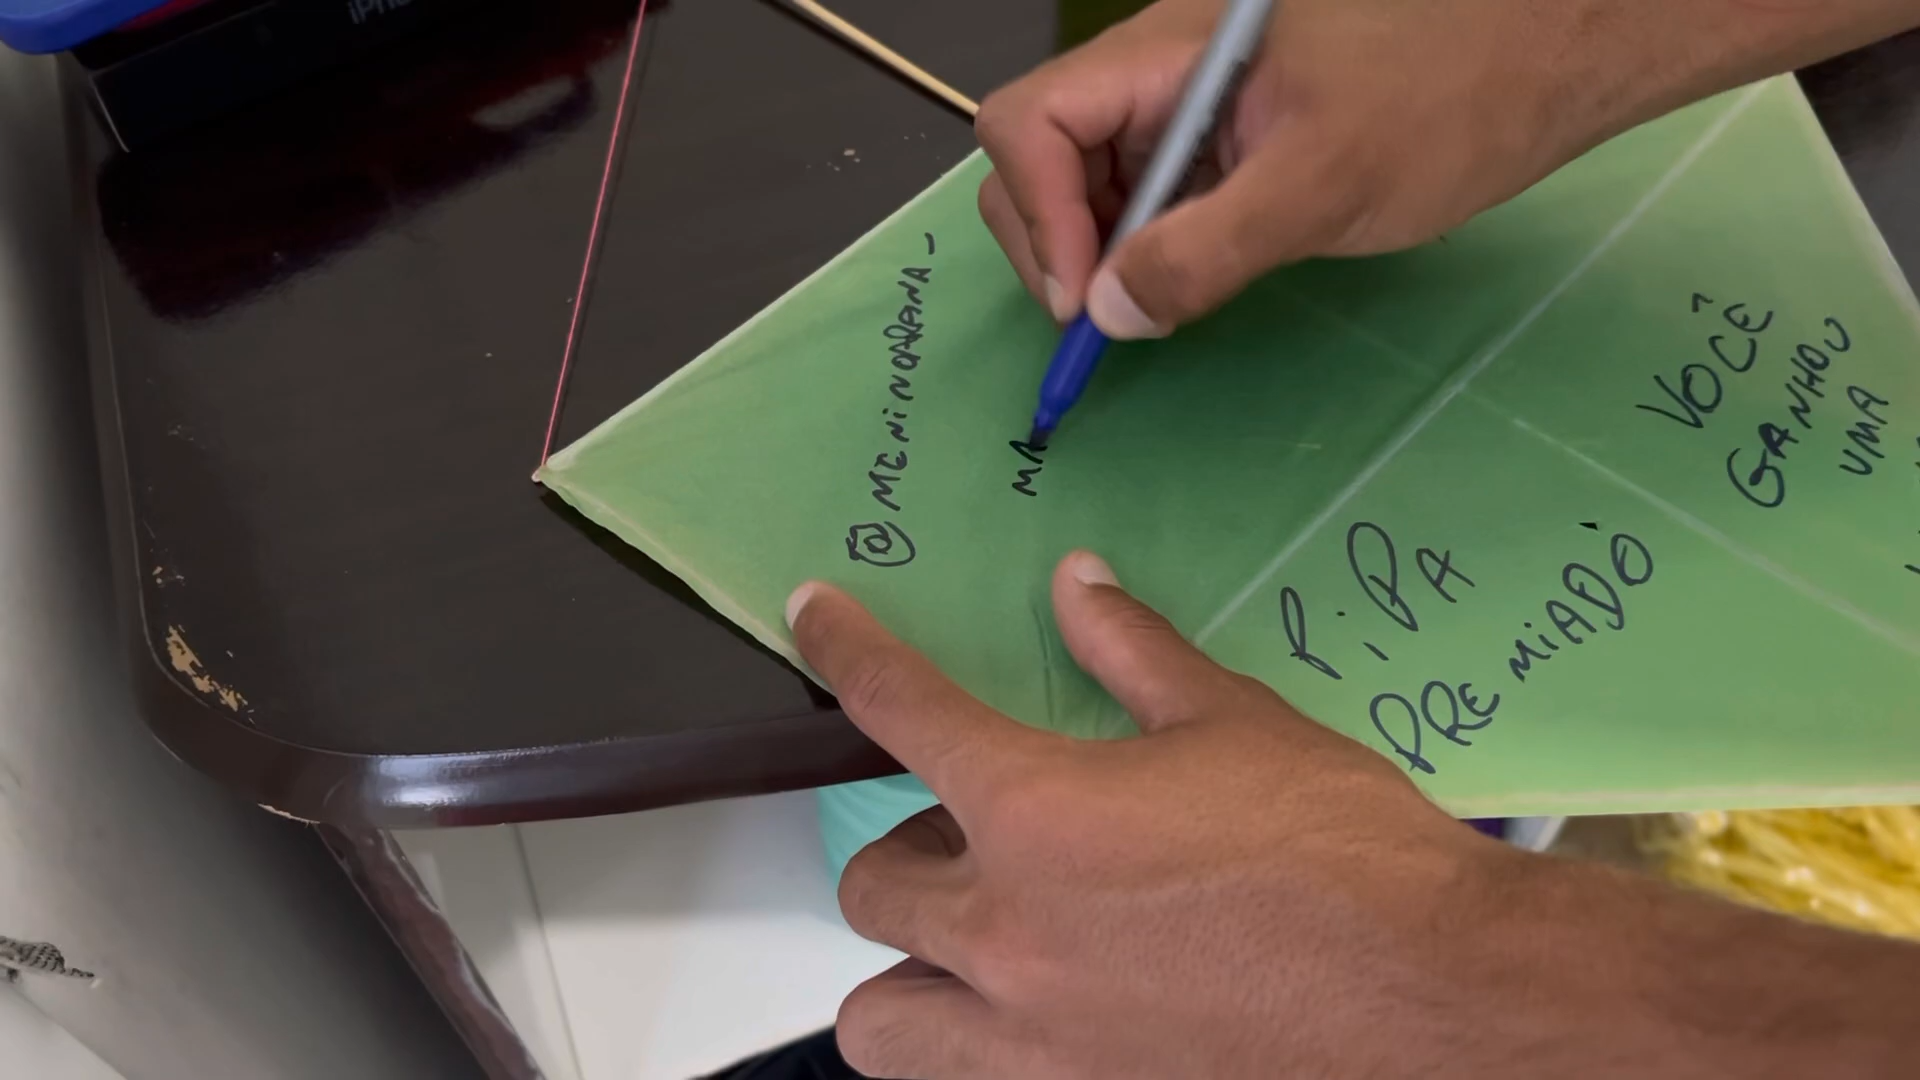 @MENINOARANA_
MA
PiPA
PREMiADO
VOCÊ
GANHOU
UMA